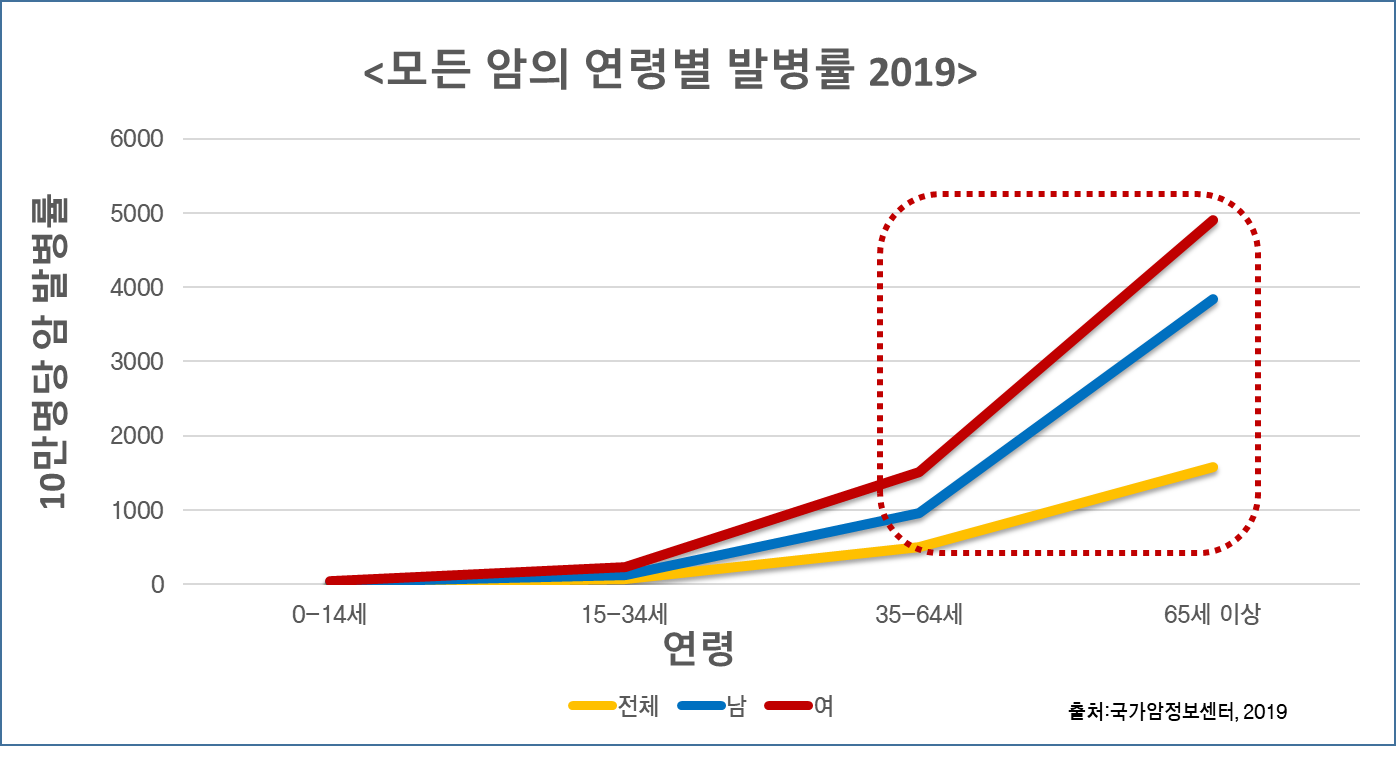 <모든 암의 연령별 발병률 2019>
10만명당 암 발병률
6000
5000
4000
3000
2000
1000
0
0-14세 15-34세 35-64세 65세 이상
연령
전체 남 여
출처:국가암정보센터, 2019